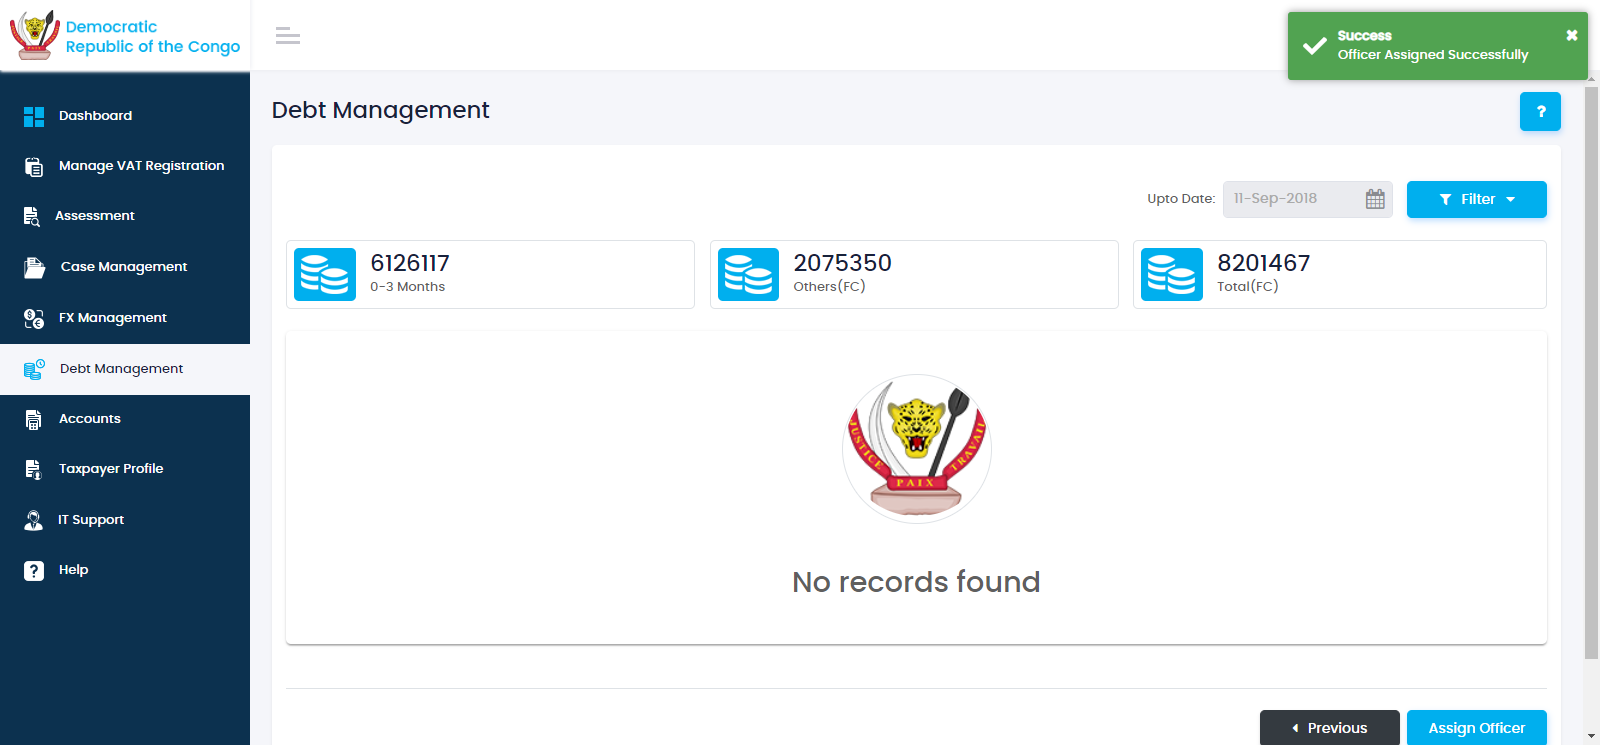 Democratic
Republic of the Congo
Success
Officer Assigned Successfully
Dashboard
Manage VAT Registration
Assessment
Case Management
FX Management
Debt Management
Accounts
Taxpayer Profile
IT Support
Help
Debt Management
?
Upto Date: 11-Sep-2018 Filter
6126117
0-3 Months
2075350
Others(FC)
8201467
Total(FC)
JUSTICE PAIX TRAVAIL
No records found
Previous
Assign Officer